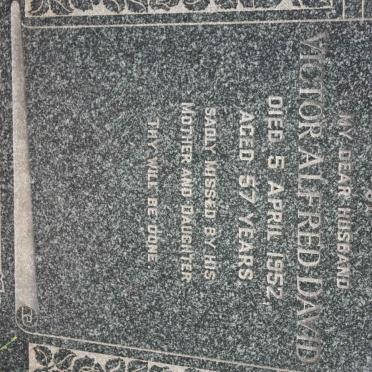 MY DEAR HUSBAND
VICTOR ALFRED DAVID
DIED 5 APRIL 1952,
AGED 57 YEARS
SADLY MISSED BY HIS
MOTHER AND DAUGHTER
THY WILL BE DONE